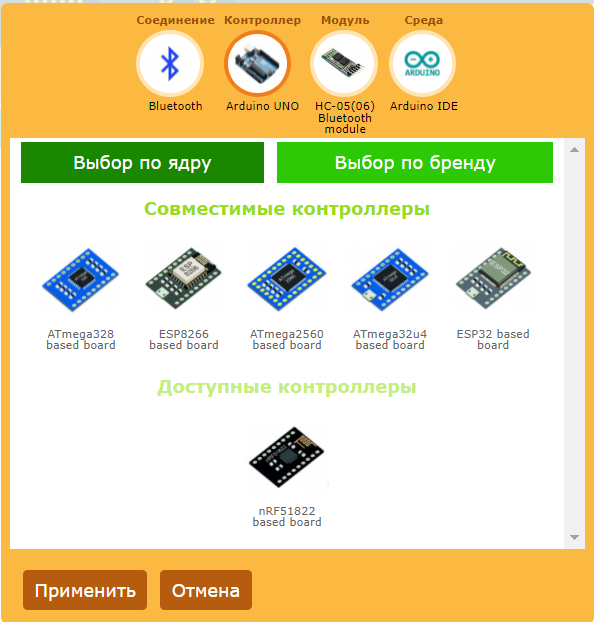 Соединение Контроллер Модуль Среда
ARDUINO
Bluetooth Arduino UNO HC-05(06) Arduino IDE
Bluetooth
module
Выбор по ядру Выбор по бренду
Совместимые контроллеры
ATmega328 ESP8266 ATmega2560 ATmega32u4 ESP32 based
based board based board based board based board board
Доступные контроллеры
nRF51822
nRF51822
based board
Применить Отмена